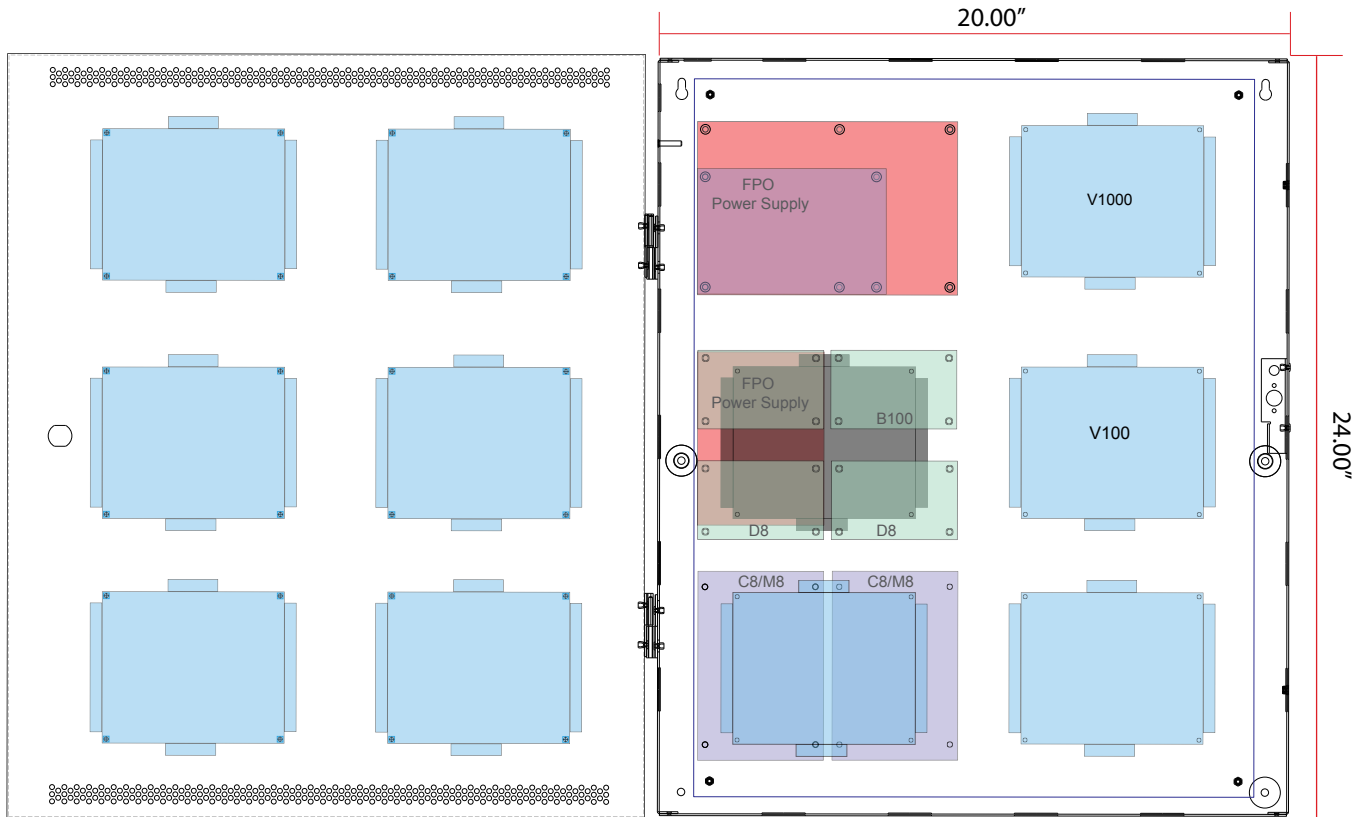 20.00”
24.00”
FPO
Power Supply
V1000
FPO
Power Supply
B100
V100
D8
D8
C8/M8
C8/M8